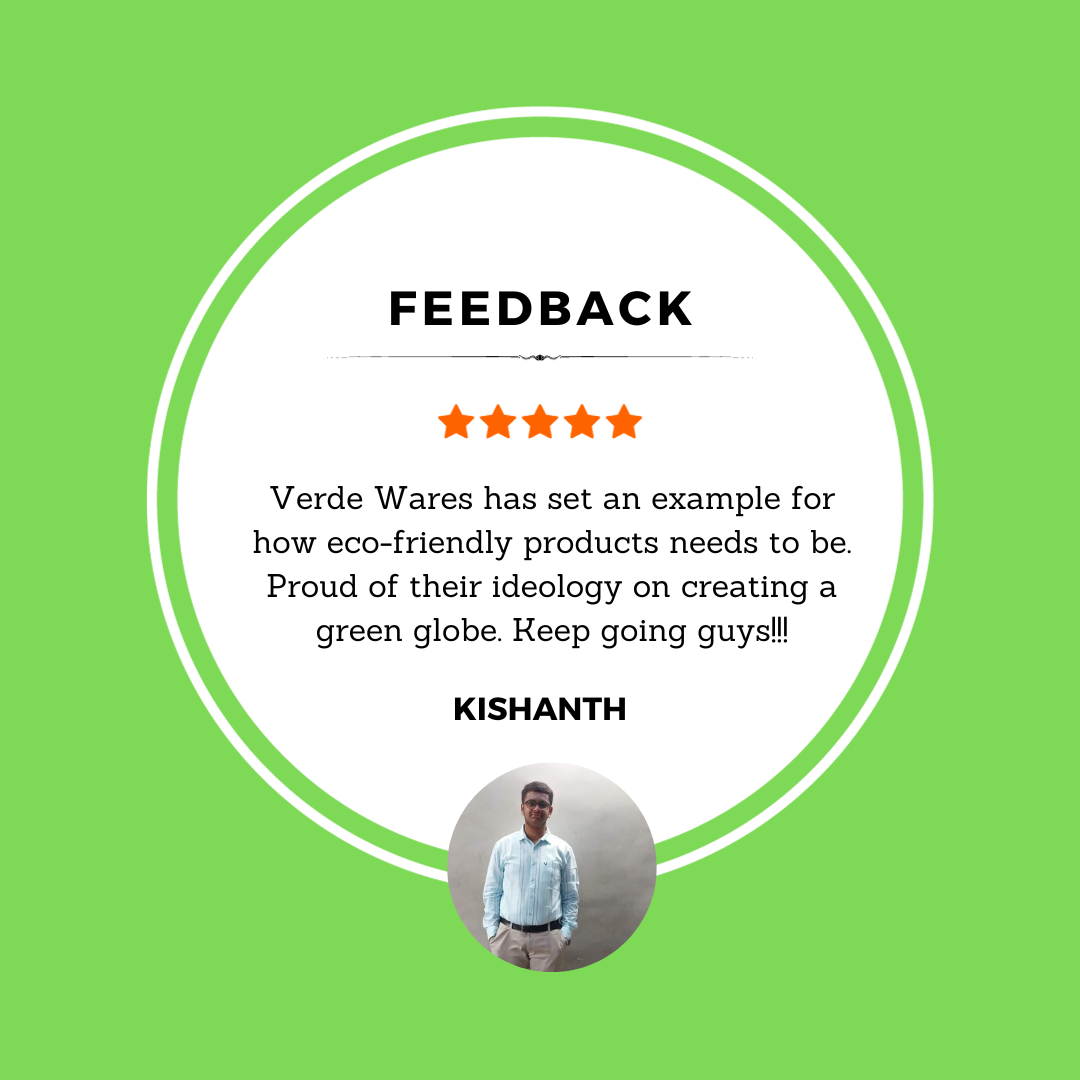 FEEDBACK
Verde Wares has set an example for
how eco-friendly products needs to be.
Proud of their ideology on creating a
green globe. Keep going guys!!!
KISHANTH